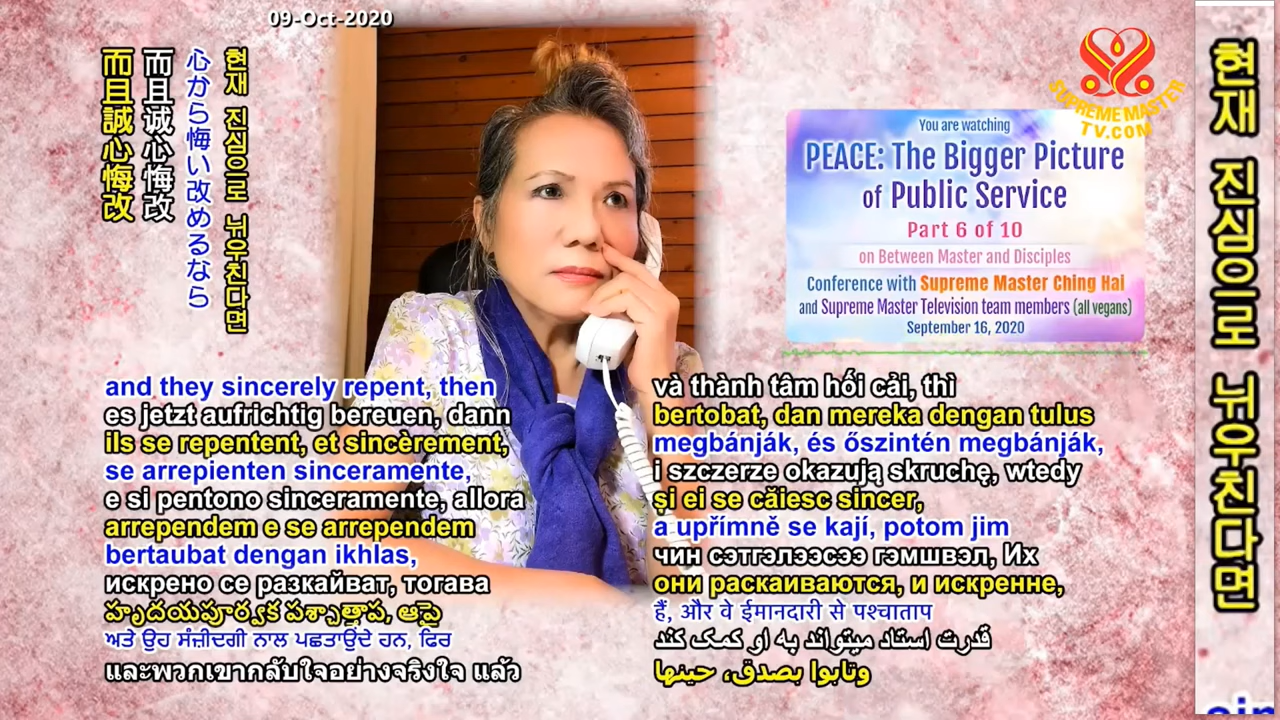 09-Oct-2020
현재 진심으로 뉘우친다면
心から悔い改めるなら
而且诚心悔改
而且誠心悔改
SUPREME MASTER
TV.COM
You are watching
PEACE: The Bigger Picture
of Public Service
Part 6 of 10
on Between Master and Disciples
Conference with Supreme Master Ching Hai
and Supreme Master Television team members (all vegans)
September 16, 2020
and they sincerely repent, then
es jetzt aufrichtig bereuen, dann
ils se repentent, et sincèrement,
se arrepienten sinceramente,
e si pentono sinceramente, allora
arrependem e se arrependem
bertaubat dengan ikhlas,
искрено се разкайват, тогава
హృదయపూర్వక పశ్చాత్తాప, ఆపై
ਅਤੇ ਉਹ ਸੰਜੀਦਗੀ ਨਾਲ ਪਛਤਾਉਂਦੇ ਹਨ, ਫਿਰ
และพวกเขากลับใจอย่างจริงใจ แล้ว
và thành tâm hối cải, thì
bertobat, dan mereka dengan tulus
megbánják, és őszintén megbánják,
i szczerze okazują skruchę, wtedy
și ei se căiesc sincer,
a upřímně se kají, potom jim
чин сэтгэлээсээ гэмшвэл, Их
они раскаиваются, и искренне,
हैं, और वे ईमानदारी से पश्चाताप
قدرت استاد میتواند به او کمک کند
وتابوا بصدق، حينها
현재 진심으로 뉘우친다면